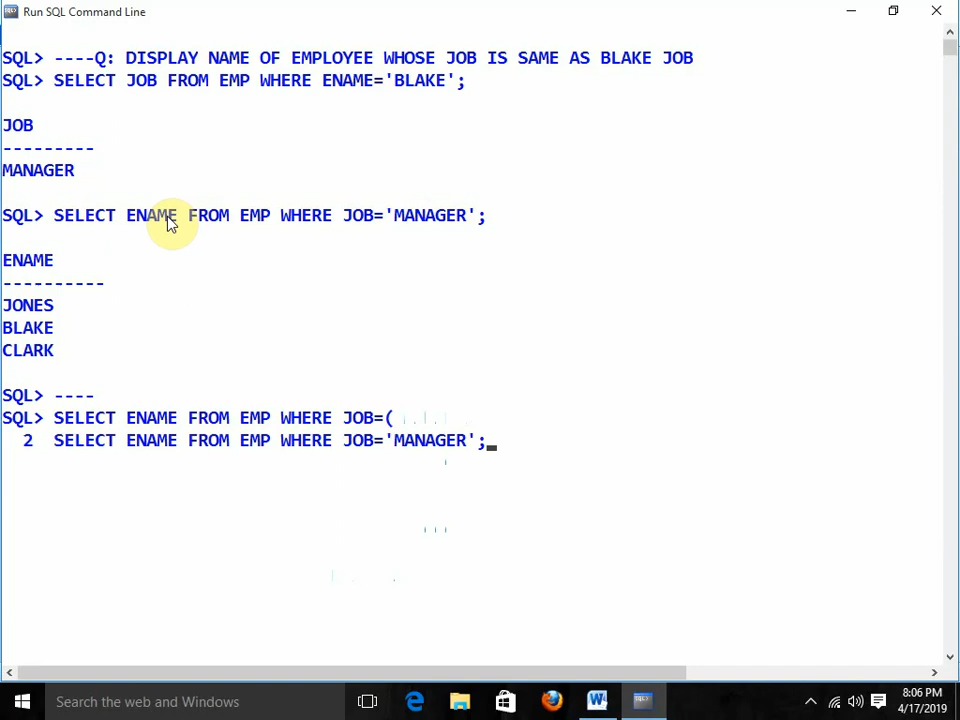 Run SQL Command Line
SQL> ----Q: DISPLAY NAME OF EMPLOYEE WHOSE JOB IS SAME AS BLAKE JOB
SQL> SELECT JOB FROM EMP WHERE ENAME='BLAKE';
JOB
---------
MANAGER
SQL> SELECT ENAME FROM EMP WHERE JOB='MANAGER';
ENAME
----------
JONES
BLAKE
CLARK
SQL> ----
SQL> SELECT ENAME FROM EMP WHERE JOB=(
2 SELECT ENAME FROM EMP WHERE JOB='MANAGER';
Search the web and Windows
8:06 PM
4/17/2019